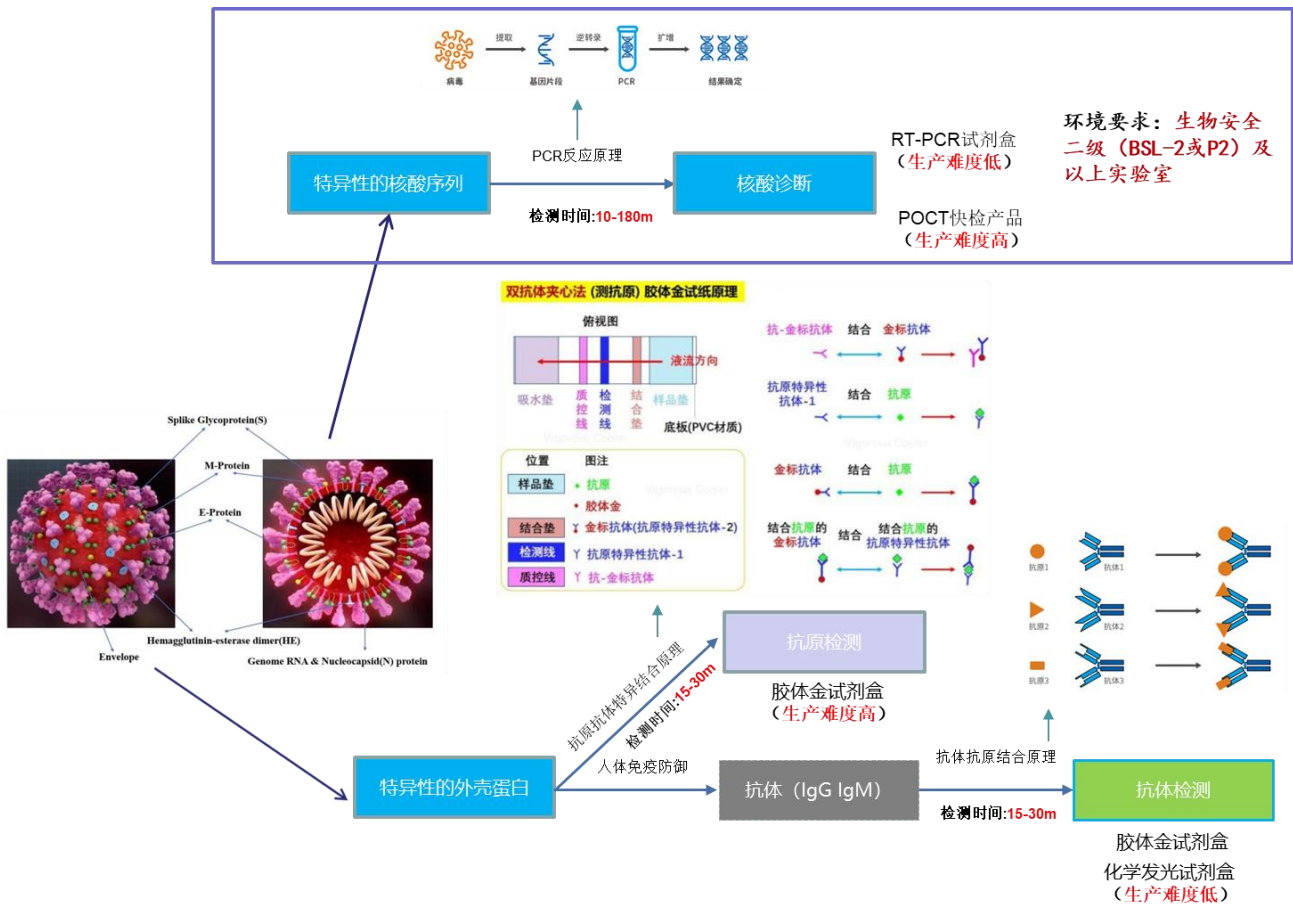 提取
逆转录
扩增
病毒
基因片段
PCR
结果确定
PCR反应原理
特异性的核酸序列
检测时间:10-180m
核酸诊断
RT-PCR试剂盒
（生产难度低）
POCT快检产品
（生产难度高）
环境要求：生物安全
二级（BSL-2或P2）及
以上实验室
双抗体夹心法 (测抗原) 胶体金试纸原理
俯视图
液流方向
吸水垫
质控线
检测线
结合垫
样品垫
底板(PVC材质)
位置 图注
样品垫 抗原
胶体金
结合垫 金标抗体(抗原特异性抗体-2)
检测线 抗原特异性抗体-1
质控线 抗-金标抗体
抗-金标抗体 结合 金标抗体
抗原特异性
抗体-1
结合 抗原
金标抗体 结合 抗原
结合抗原的
金标抗体
结合
结合抗原的
抗原特异性抗体
Splike Glycoprotein(S)
M-Protein
E-Protein
Hemagglutinin-esterase dimer(HE)
Envelope
Genome RNA & Nucleocapsid(N) protein
抗原1
抗体1
抗原2
抗体2
抗原3
抗体3
抗原抗体特异结合原理
检测时间:15-30m
抗原检测
胶体金试剂盒
（生产难度高）
特异性的外壳蛋白
人体免疫防御
抗体（IgG IgM）
抗体抗原结合原理
检测时间:15-30m
抗体检测
胶体金试剂盒
化学发光试剂盒
（生产难度低）